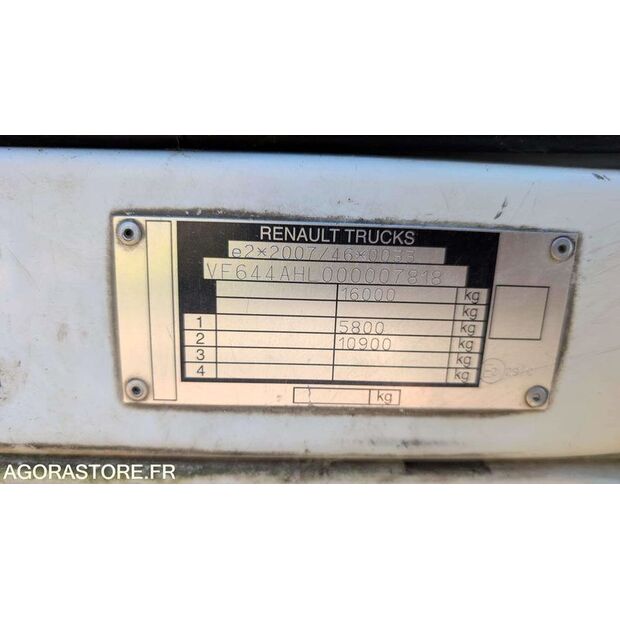 RENAULT TRUCKS
e2*2007/46*0033
VF644AHL000007818
16000 kg
kg
1 5800 kg
2 10900 kg
3 kg
4 kg
kg
AGORASTORE.FR